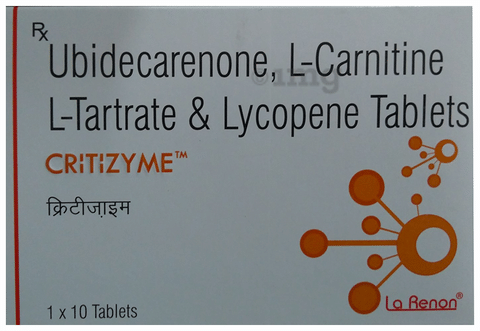 Rx
Ubidecarenone, L-Carnitine
L-Tartrate & Lycopene Tablets
CRITIZYME™
क्रिटीज़ाइम
1 x 10 Tablets
La Renon®